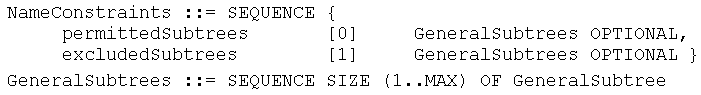 NameConstraints ::= SEQUENCE {
     permittedSubtrees       [0]     GeneralSubtrees OPTIONAL,
     excludedSubtrees        [1]     GeneralSubtrees OPTIONAL }
GeneralSubtrees ::= SEQUENCE SIZE (1..MAX) OF GeneralSubtree